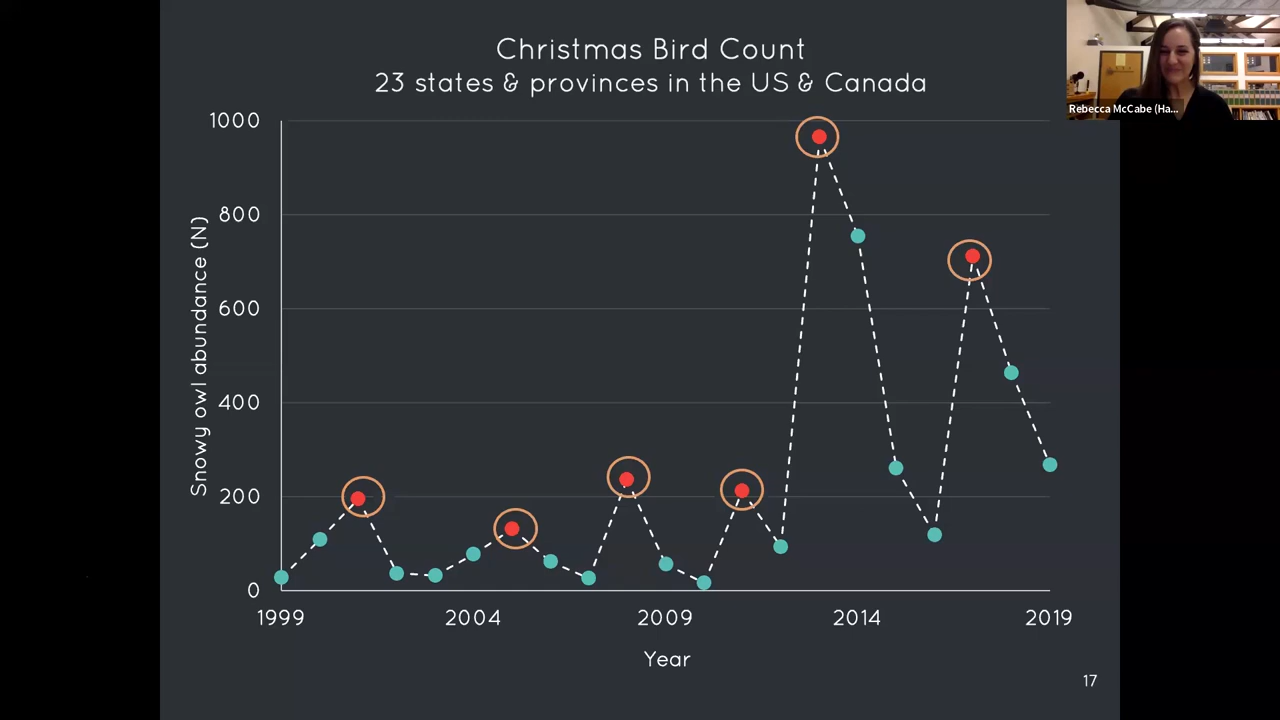 Christmas Bird Count
23 states & provinces in the US & Canada
Rebecca McCabe (Ha...
1000
800
600
400
200
0
Snowy owl abundance (N)
1999
2004
2009
2014
2019
Year
17